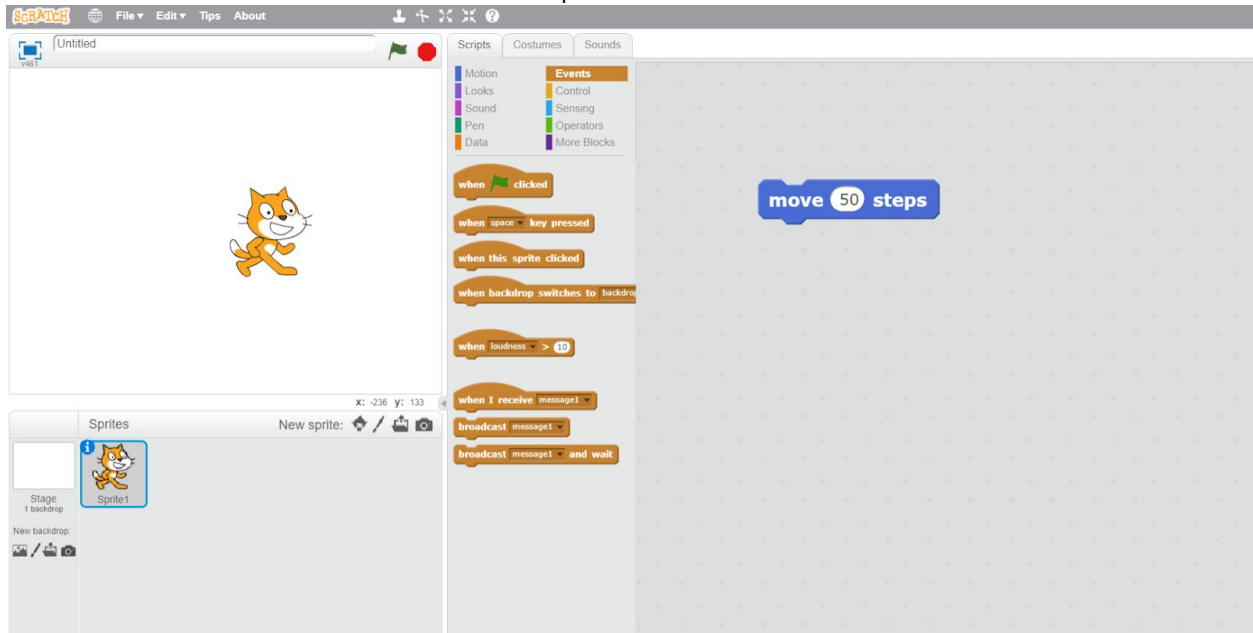 SCRATCH File Edit Tips About
v461
Untitled
x: -236 y: 133
Sprites New sprite:
Stage
1 backdrop
Sprite1
New backdrop:
Scripts Costumes Sounds
Motion Events
Looks Control
Sound Sensing
Pen Operators
Data More Blocks
when clicked
when space key pressed
when this sprite clicked
when backdrop switches to backdrop
when loudness > 10
when I receive message1
broadcast message1
broadcast message1 and wait
move 50 steps